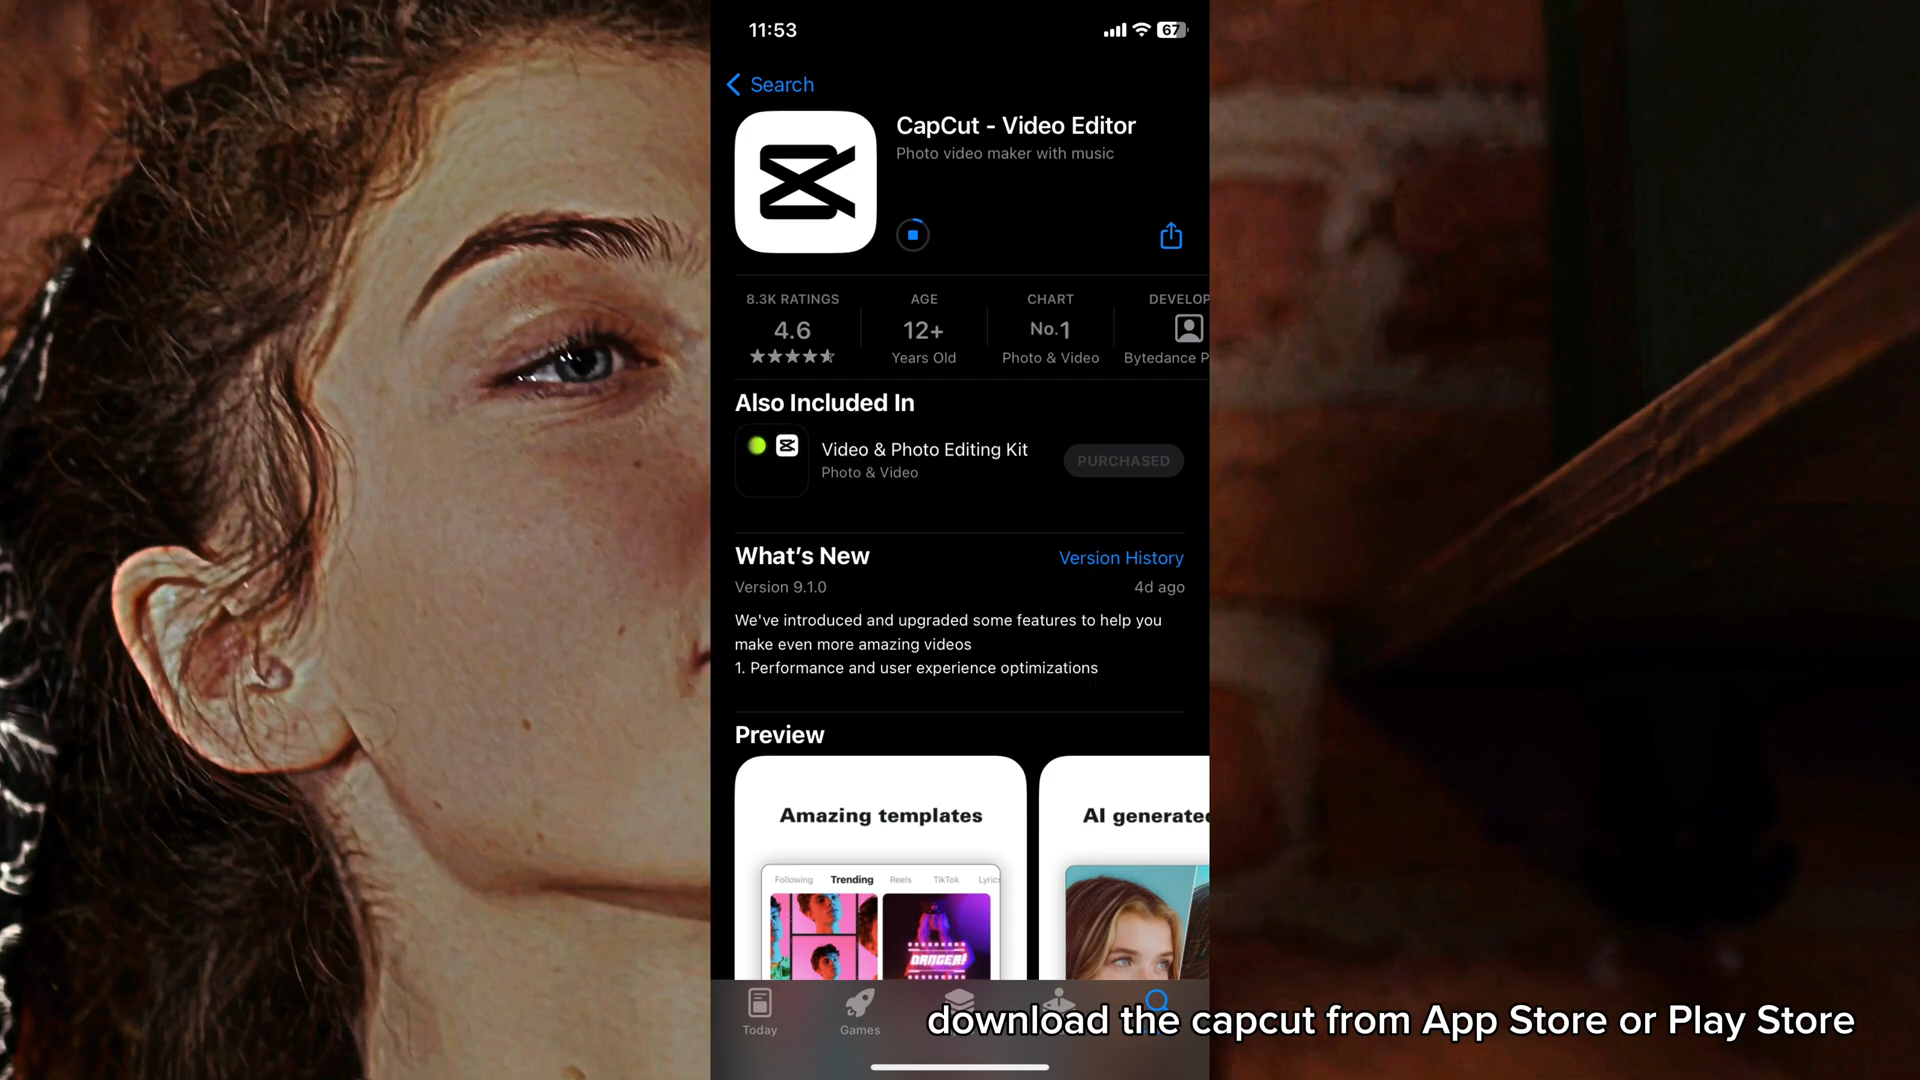 11:53
67
Search
CapCut - Video Editor
Photo video maker with music
8.3K RATINGS
4.6
AGE
12+
Years Old
CHART
No.1
Photo & Video
DEVELOP
Bytedance P
Also Included In
Video & Photo Editing Kit
Photo & Video
PURCHASED
What's New
Version History
Version 9.1.0
4d ago
We've introduced and upgraded some features to help you
make even more amazing videos
1. Performance and user experience optimizations
Preview
Amazing templates
AI generated
Following Trending Reels TikTok Lyrics
DANGER!
Today
Games
download the capcut from App Store or Play Store